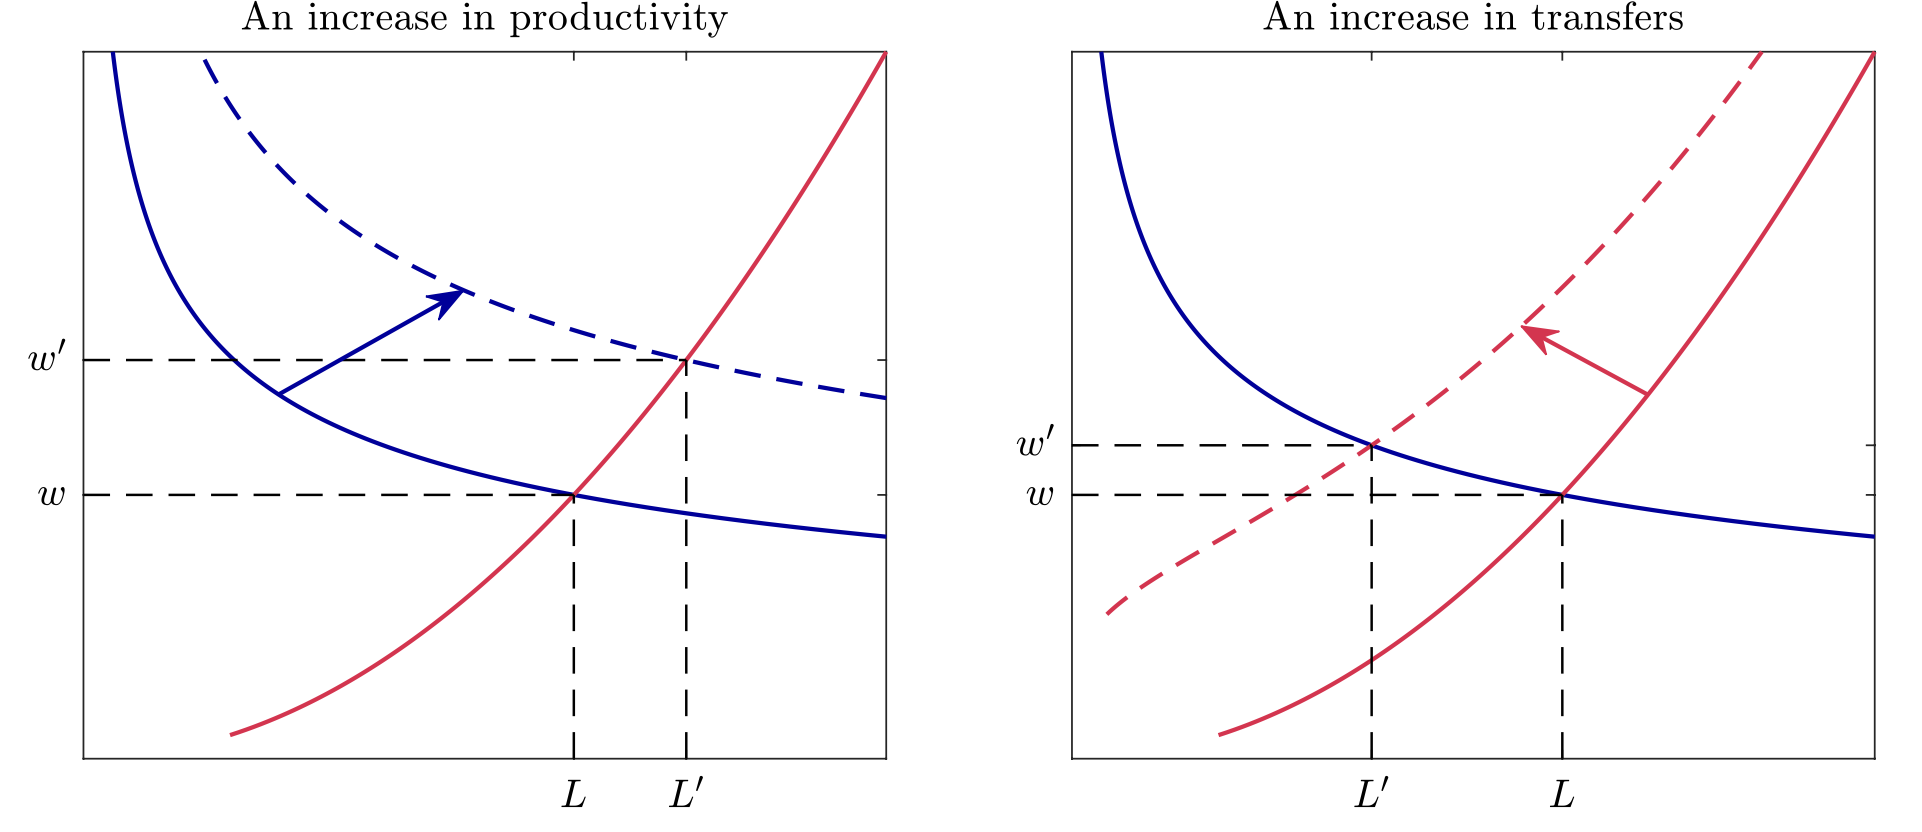 An increase in productivity
w′
w
L L′
An increase in transfers
w′
w
L′ L